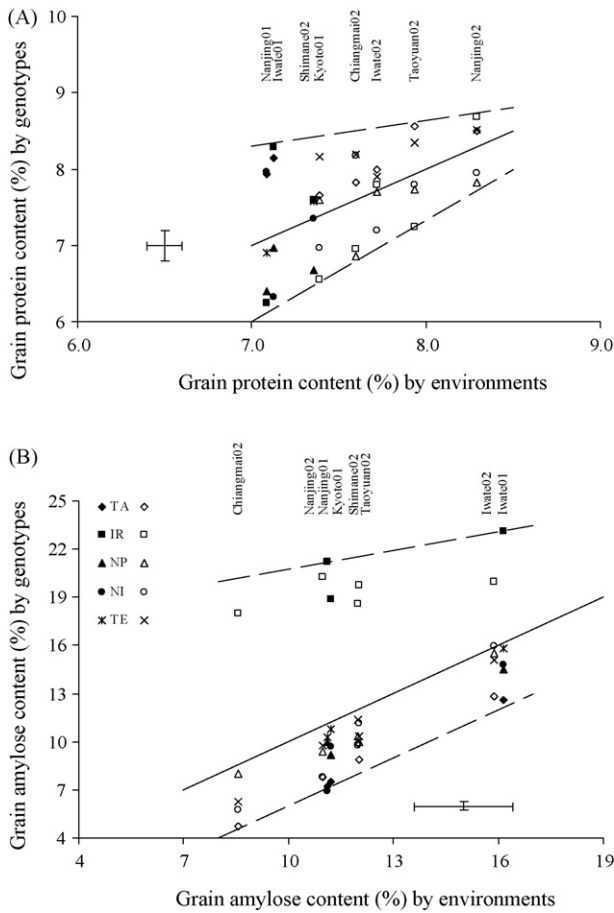 (A)
Nanjing01
Iwate01
Shimane02
Kyoto01
Chiangmai02
Iwate02
Taoyuan02
Nanjing02
Grain protein content (%) by genotypes
10
9
8
7
6
6.0
7.0
8.0
9.0
Grain protein content (%) by environments
(B)
Chiangmai02
Nanjing02
Nanjing01
Kyoto01
Shimane02
Taoyuan02
Iwate02
Iwate01
Grain amylose content (%) by genotypes
25
22
19
16
13
10
7
4
TA
IR
NP
NI
TE
4
7
10
13
16
19
Grain amylose content (%) by environments